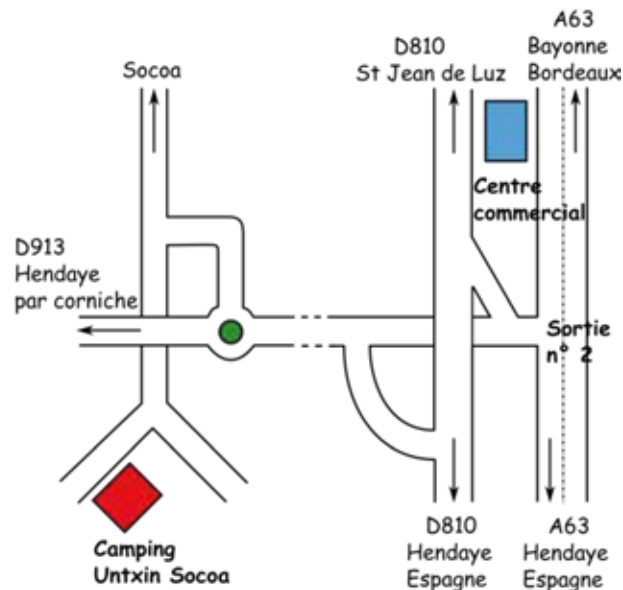 A63
Bayonne
Bordeaux
D810
St Jean de Luz
Socoa
Centre
commercial
D913
Hendaye
par corniche
Sortie
n° 2
Camping
Untxin Socoa
D810
Hendaye
Espagne
A63
Hendaye
Espagne